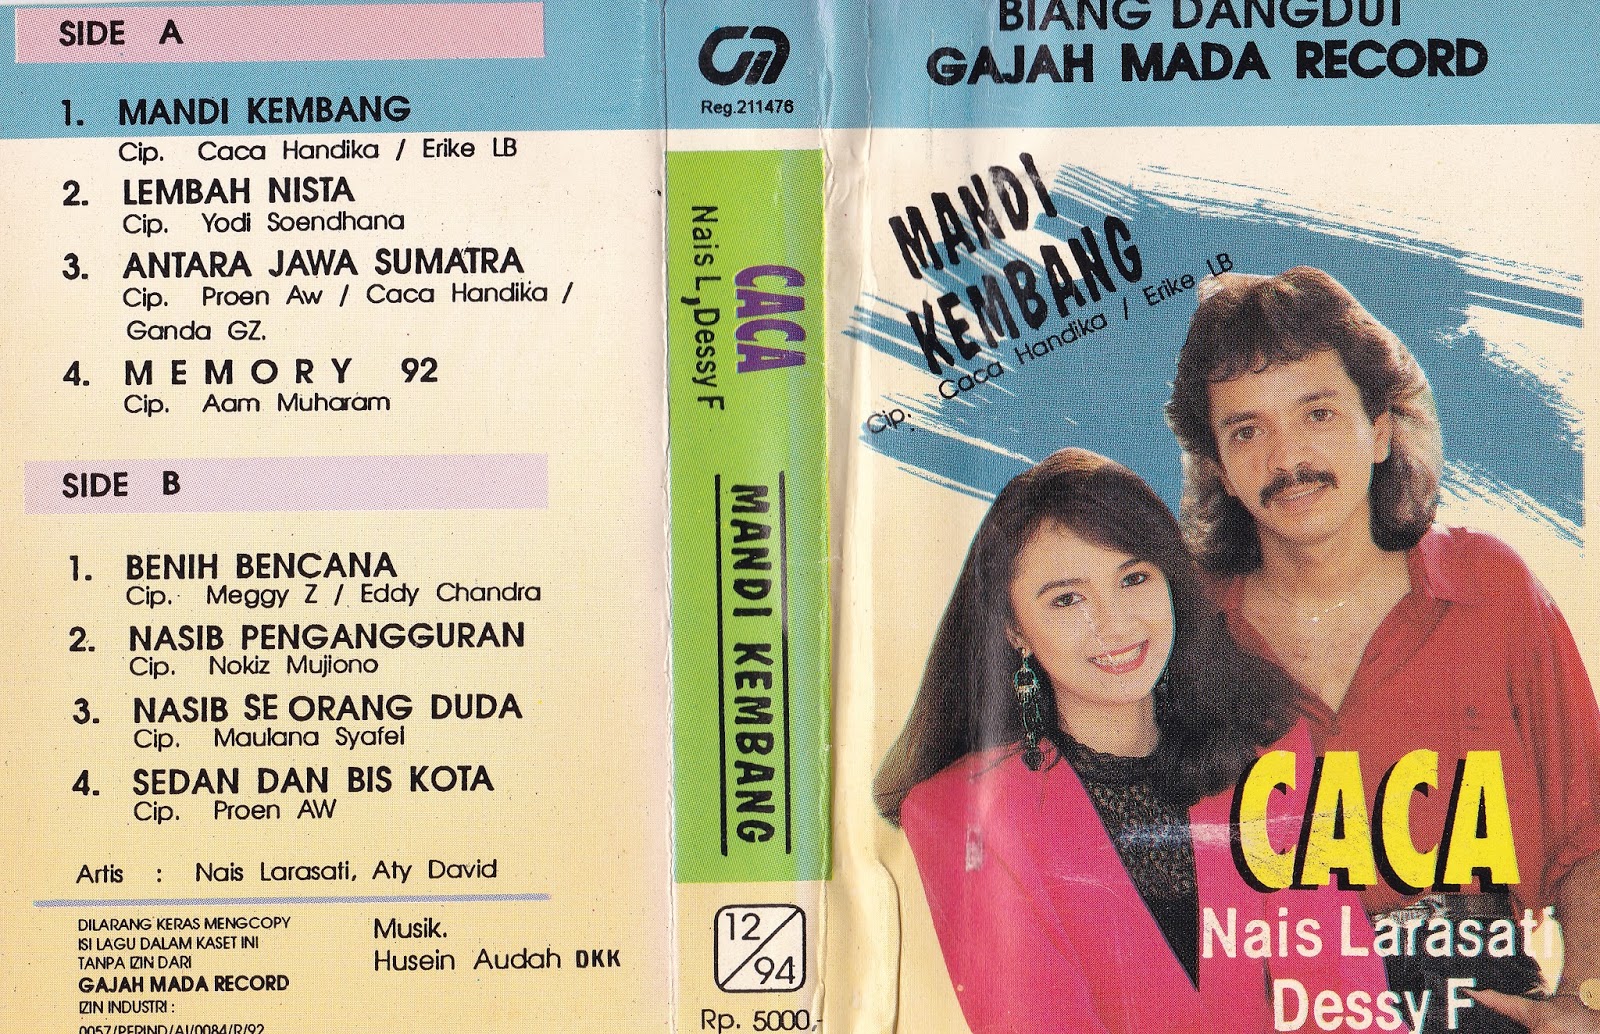 SIDE A
1. MANDI KEMBANG
Cip. Caca Handika / Erike LB
2. LEMBAH NISTA
Cip. Yodi Soendhana
3. ANTARA JAWA SUMATRA
Cip. Proen Aw / Caca Handika /
Ganda GZ.
4. MEMORY 92
Cip. Aam Muharam
SIDE B
1. BENIH BENCANA
Cip. Meggy Z / Eddy Chandra
2. NASIB PENGANGGURAN
Cip. Nokiz Mujiono
3. NASIB SE ORANG DUDA
Cip. Maulana Syafei
4. SEDAN DAN BIS KOTA
Cip. Proen AW
Artis : Nais Larasati, Aty David
DILARANG KERAS MENGCOPY
ISI LAGU DALAM KASET INI
TANPA IZIN DARI
GAJAH MADA RECORD
IZIN INDUSTRI :
0057/PERIND/AI/0084/R/92
Musik.
Husein Audah DKK
Reg.211476
CACA
Nais L, Dessy F
MANDI KEMBANG
12/94
Rp. 5000,-
BIANG DANGDUT
GAJAH MADA RECORD
MANDI
KEMBANG
Cip. Caca Handika / Erike LB
CACA
Nais Larasati
Dessy F